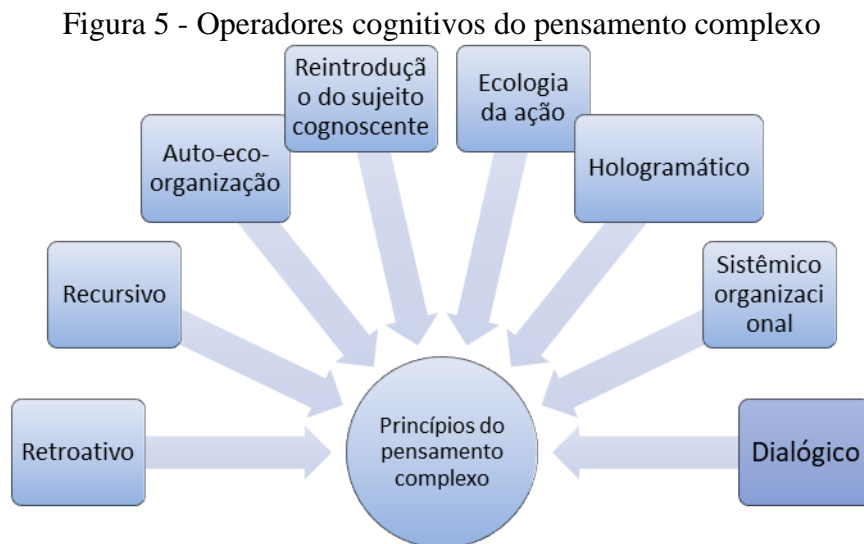 Figura 5 - Operadores cognitivos do pensamento complexo
Reintroduçã
o do sujeito
cognoscente
Ecologia
da ação
Auto-eco-
organização
Hologramático
Recursivo
Sistêmico
organizaci
onal
Retroativo
Princípios do
pensamento
complexo
Dialógico